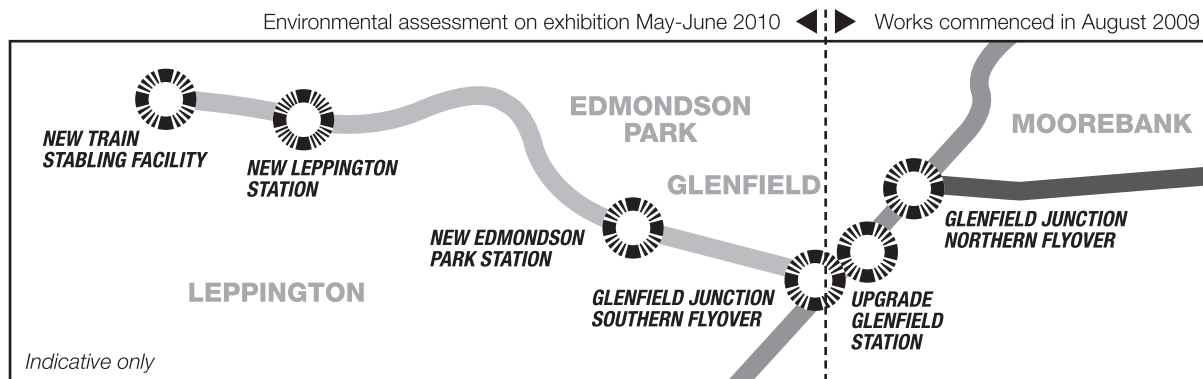 Environmental assessment on exhibition May-June 2010
Works commenced in August 2009
EDMONDSON
PARK
MOOREBANK
NEW TRAIN
STABLING FACILITY
NEW LEPPINGTON
STATION
GLENFIELD
GLENFIELD JUNCTION
NORTHERN FLYOVER
NEW EDMONDSON
PARK STATION
LEPPINGTON
GLENFIELD JUNCTION
SOUTHERN FLYOVER
UPGRADE
GLENFIELD
STATION
Indicative only